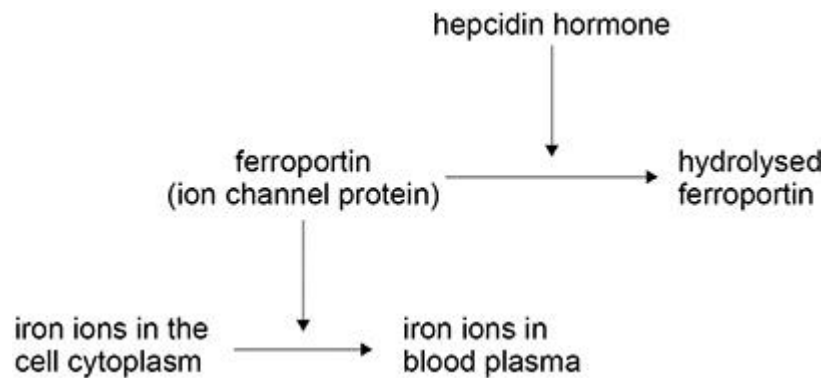 hepcidin hormone
ferroportin
(ion channel protein)
hydrolysed
ferroportin
iron ions in the
cell cytoplasm
iron ions in
blood plasma